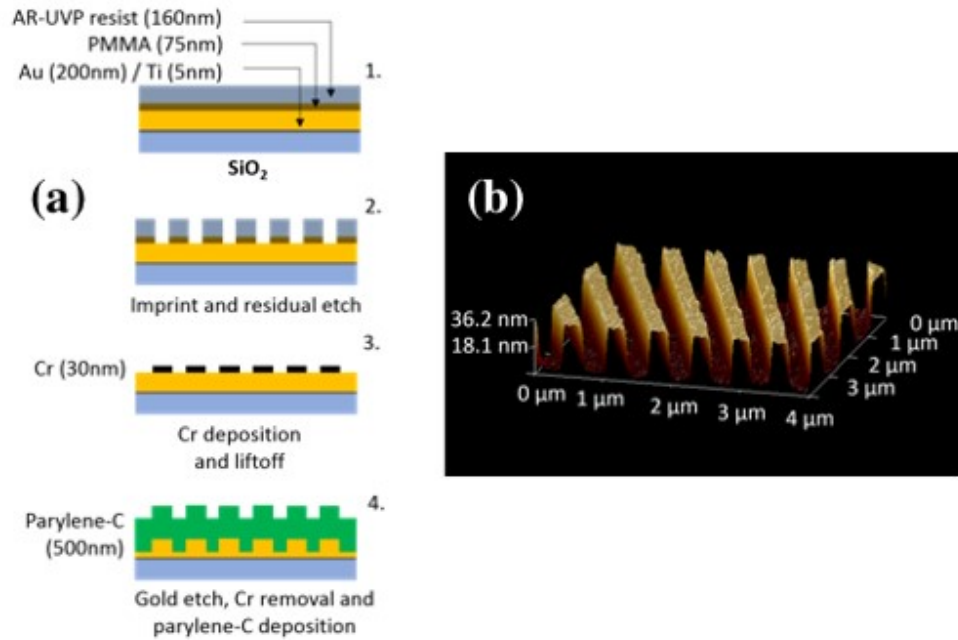 AR-UVP resist (160nm)
PMMA (75nm)
Au (200nm) / Ti (5nm)
1.
SiO₂
(a)
2.
Imprint and residual etch
3.
Cr (30nm)
Cr deposition
and liftoff
4.
Parylene-C
(500nm)
Gold etch, Cr removal and
parylene-C deposition
(b)
36.2 nm
18.1 nm
0 µm
1 µm
2 µm
3 µm
4 µm
0 µm
1 µm
2 µm
3 µm